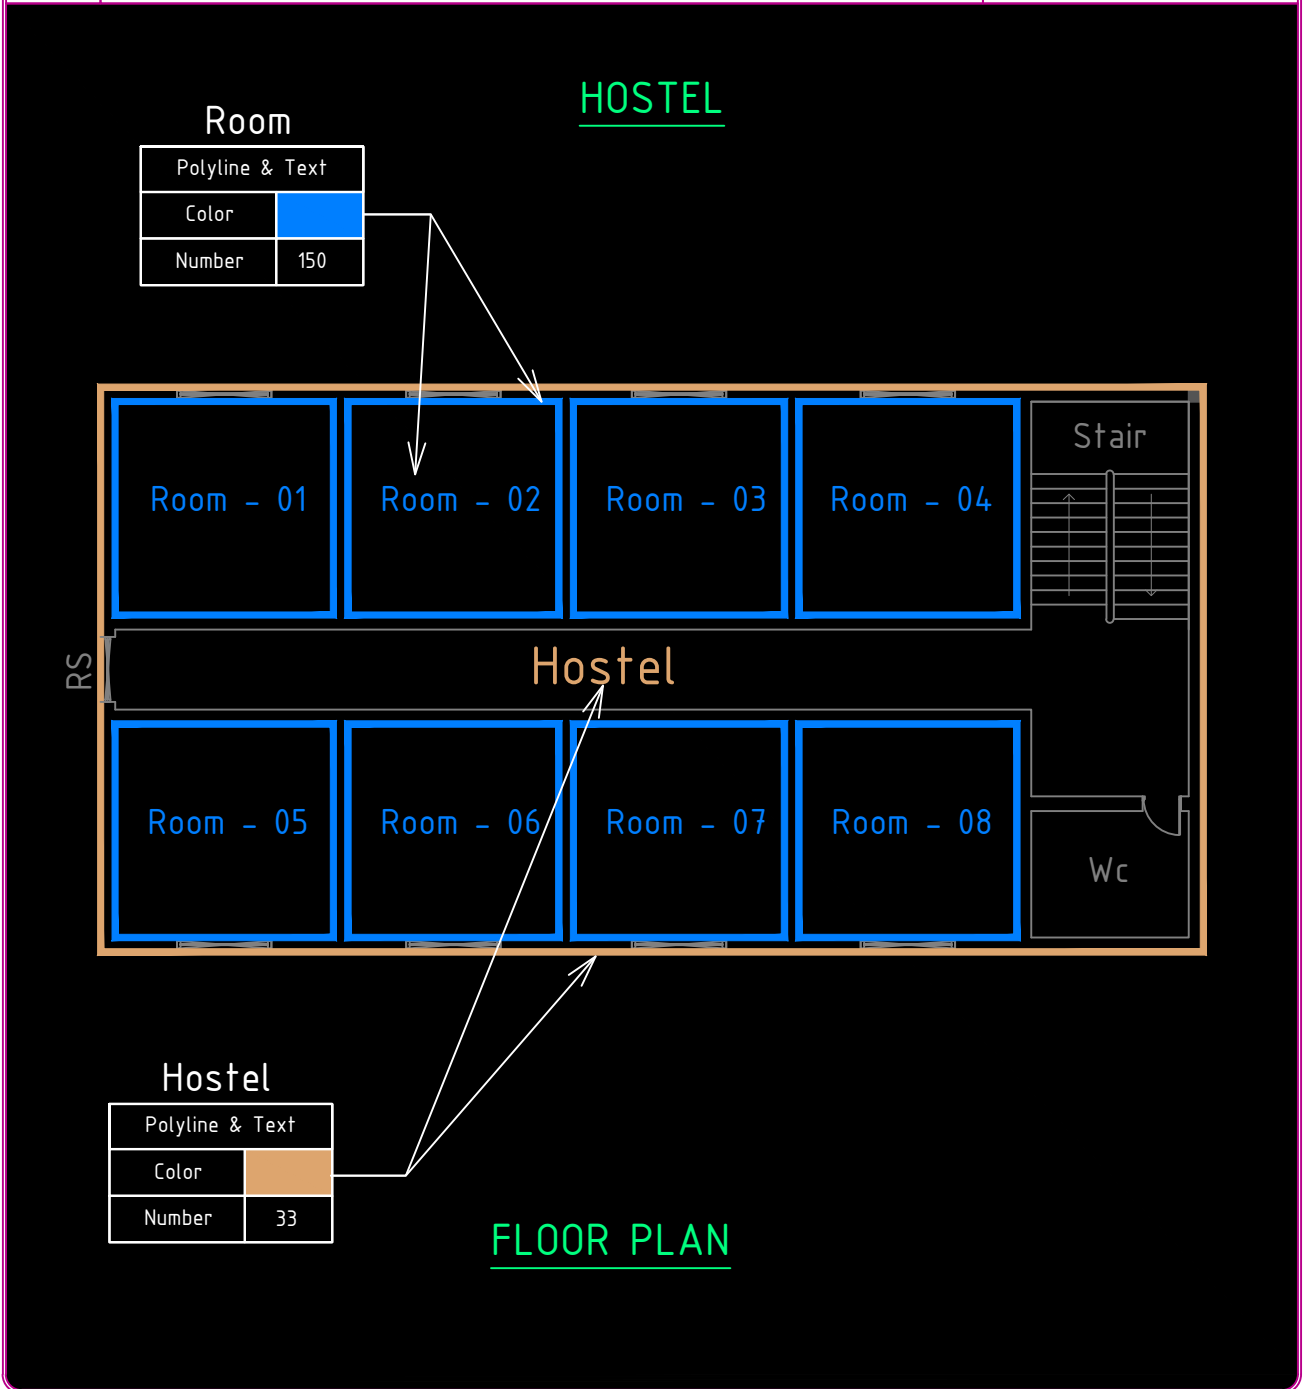 HOSTEL
Room
Polyline & Text
Color
Number 150
Room - 01 Room - 02 Room - 03 Room - 04
Stair
Hostel
RS
Room - 05 Room - 06 Room - 07 Room - 08
Wc
Hostel
Polyline & Text
Color
Number 33
FLOOR PLAN